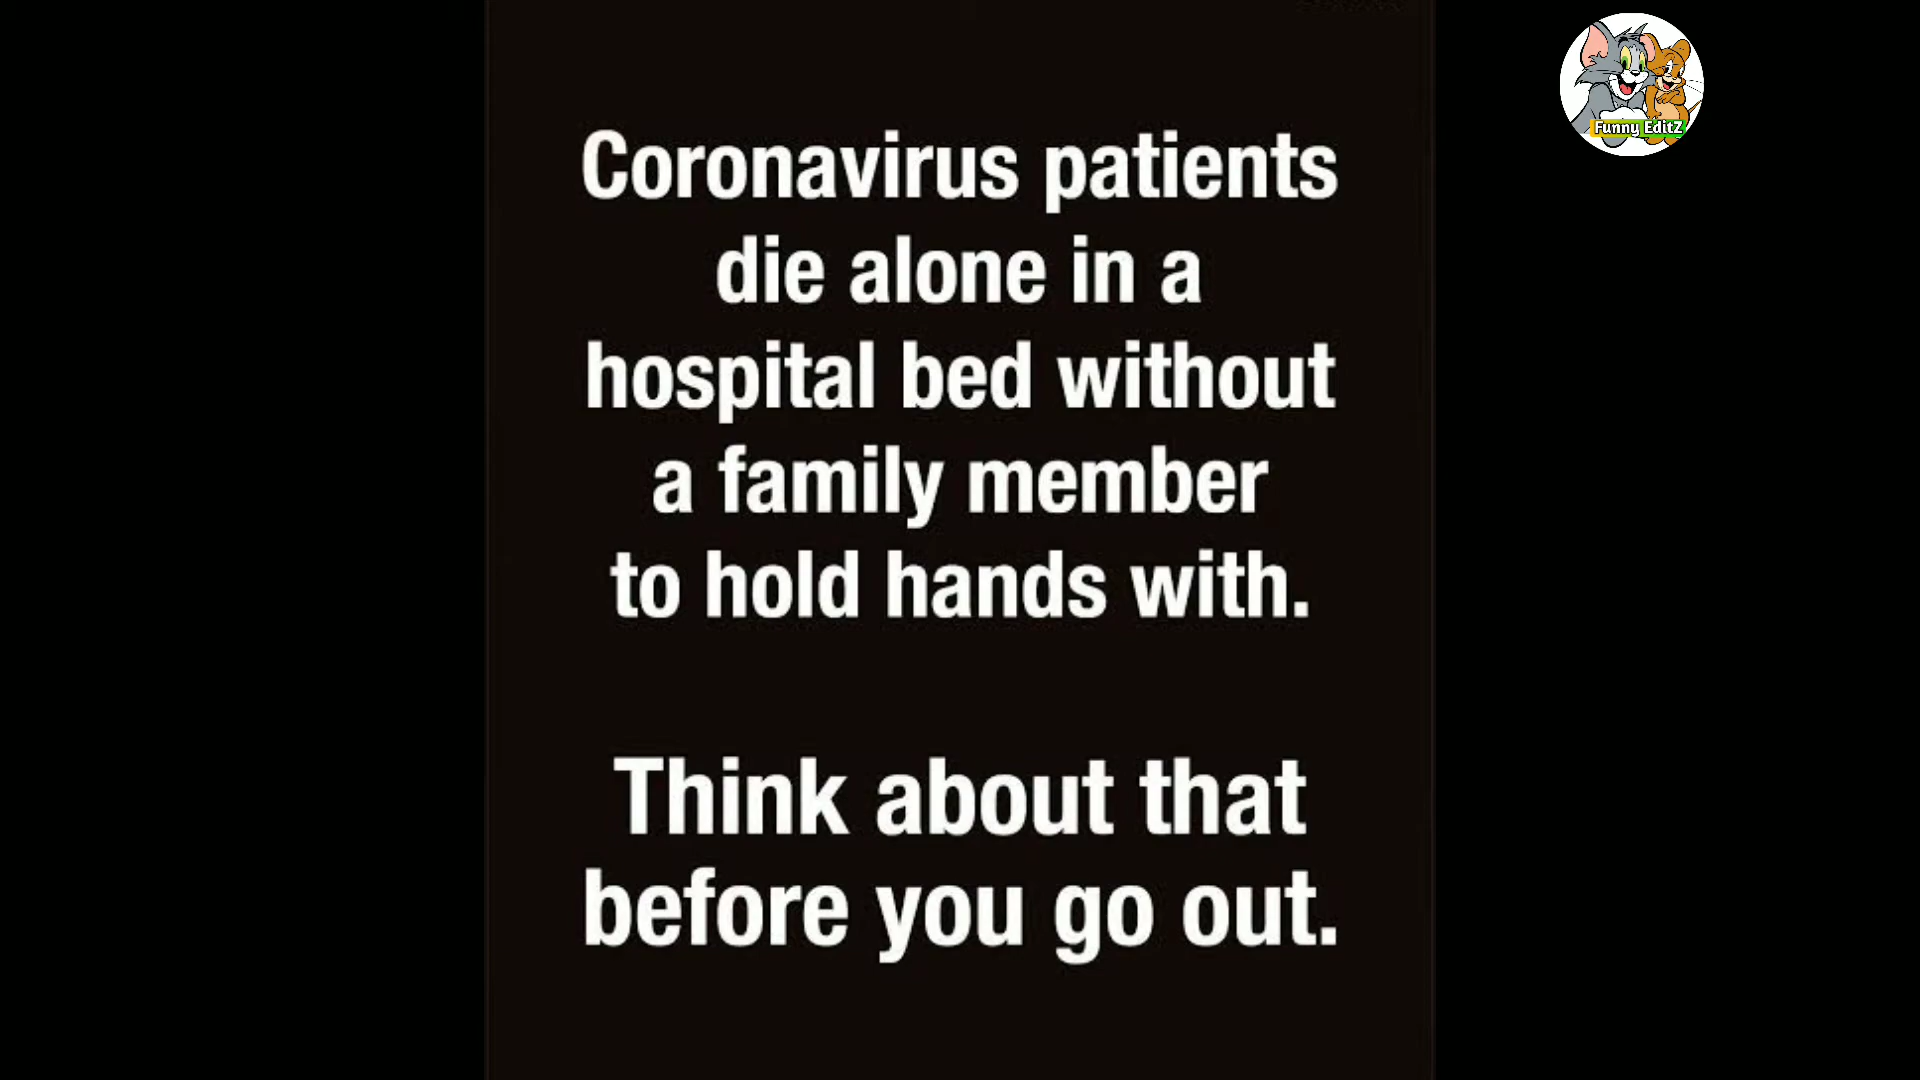 Coronavirus patients
die alone in a
hospital bed without
a family member
to hold hands with.
Think about that
before you go out.
Funny EditZ